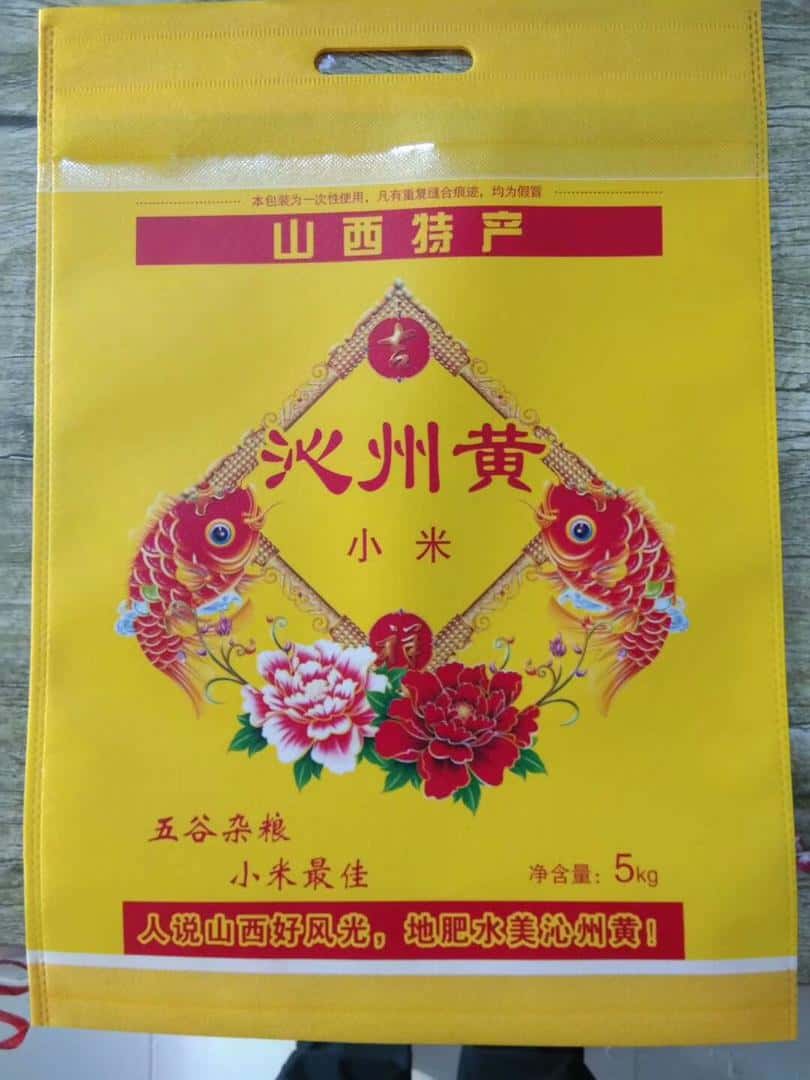 本包装为一次性使用，凡有重复缝合痕迹，均为假冒
山西特产
吉
沁州黄
小米
祥
五谷杂粮
小米最佳
净含量：5kg
人说山西好风光，地肥水美沁州黄！